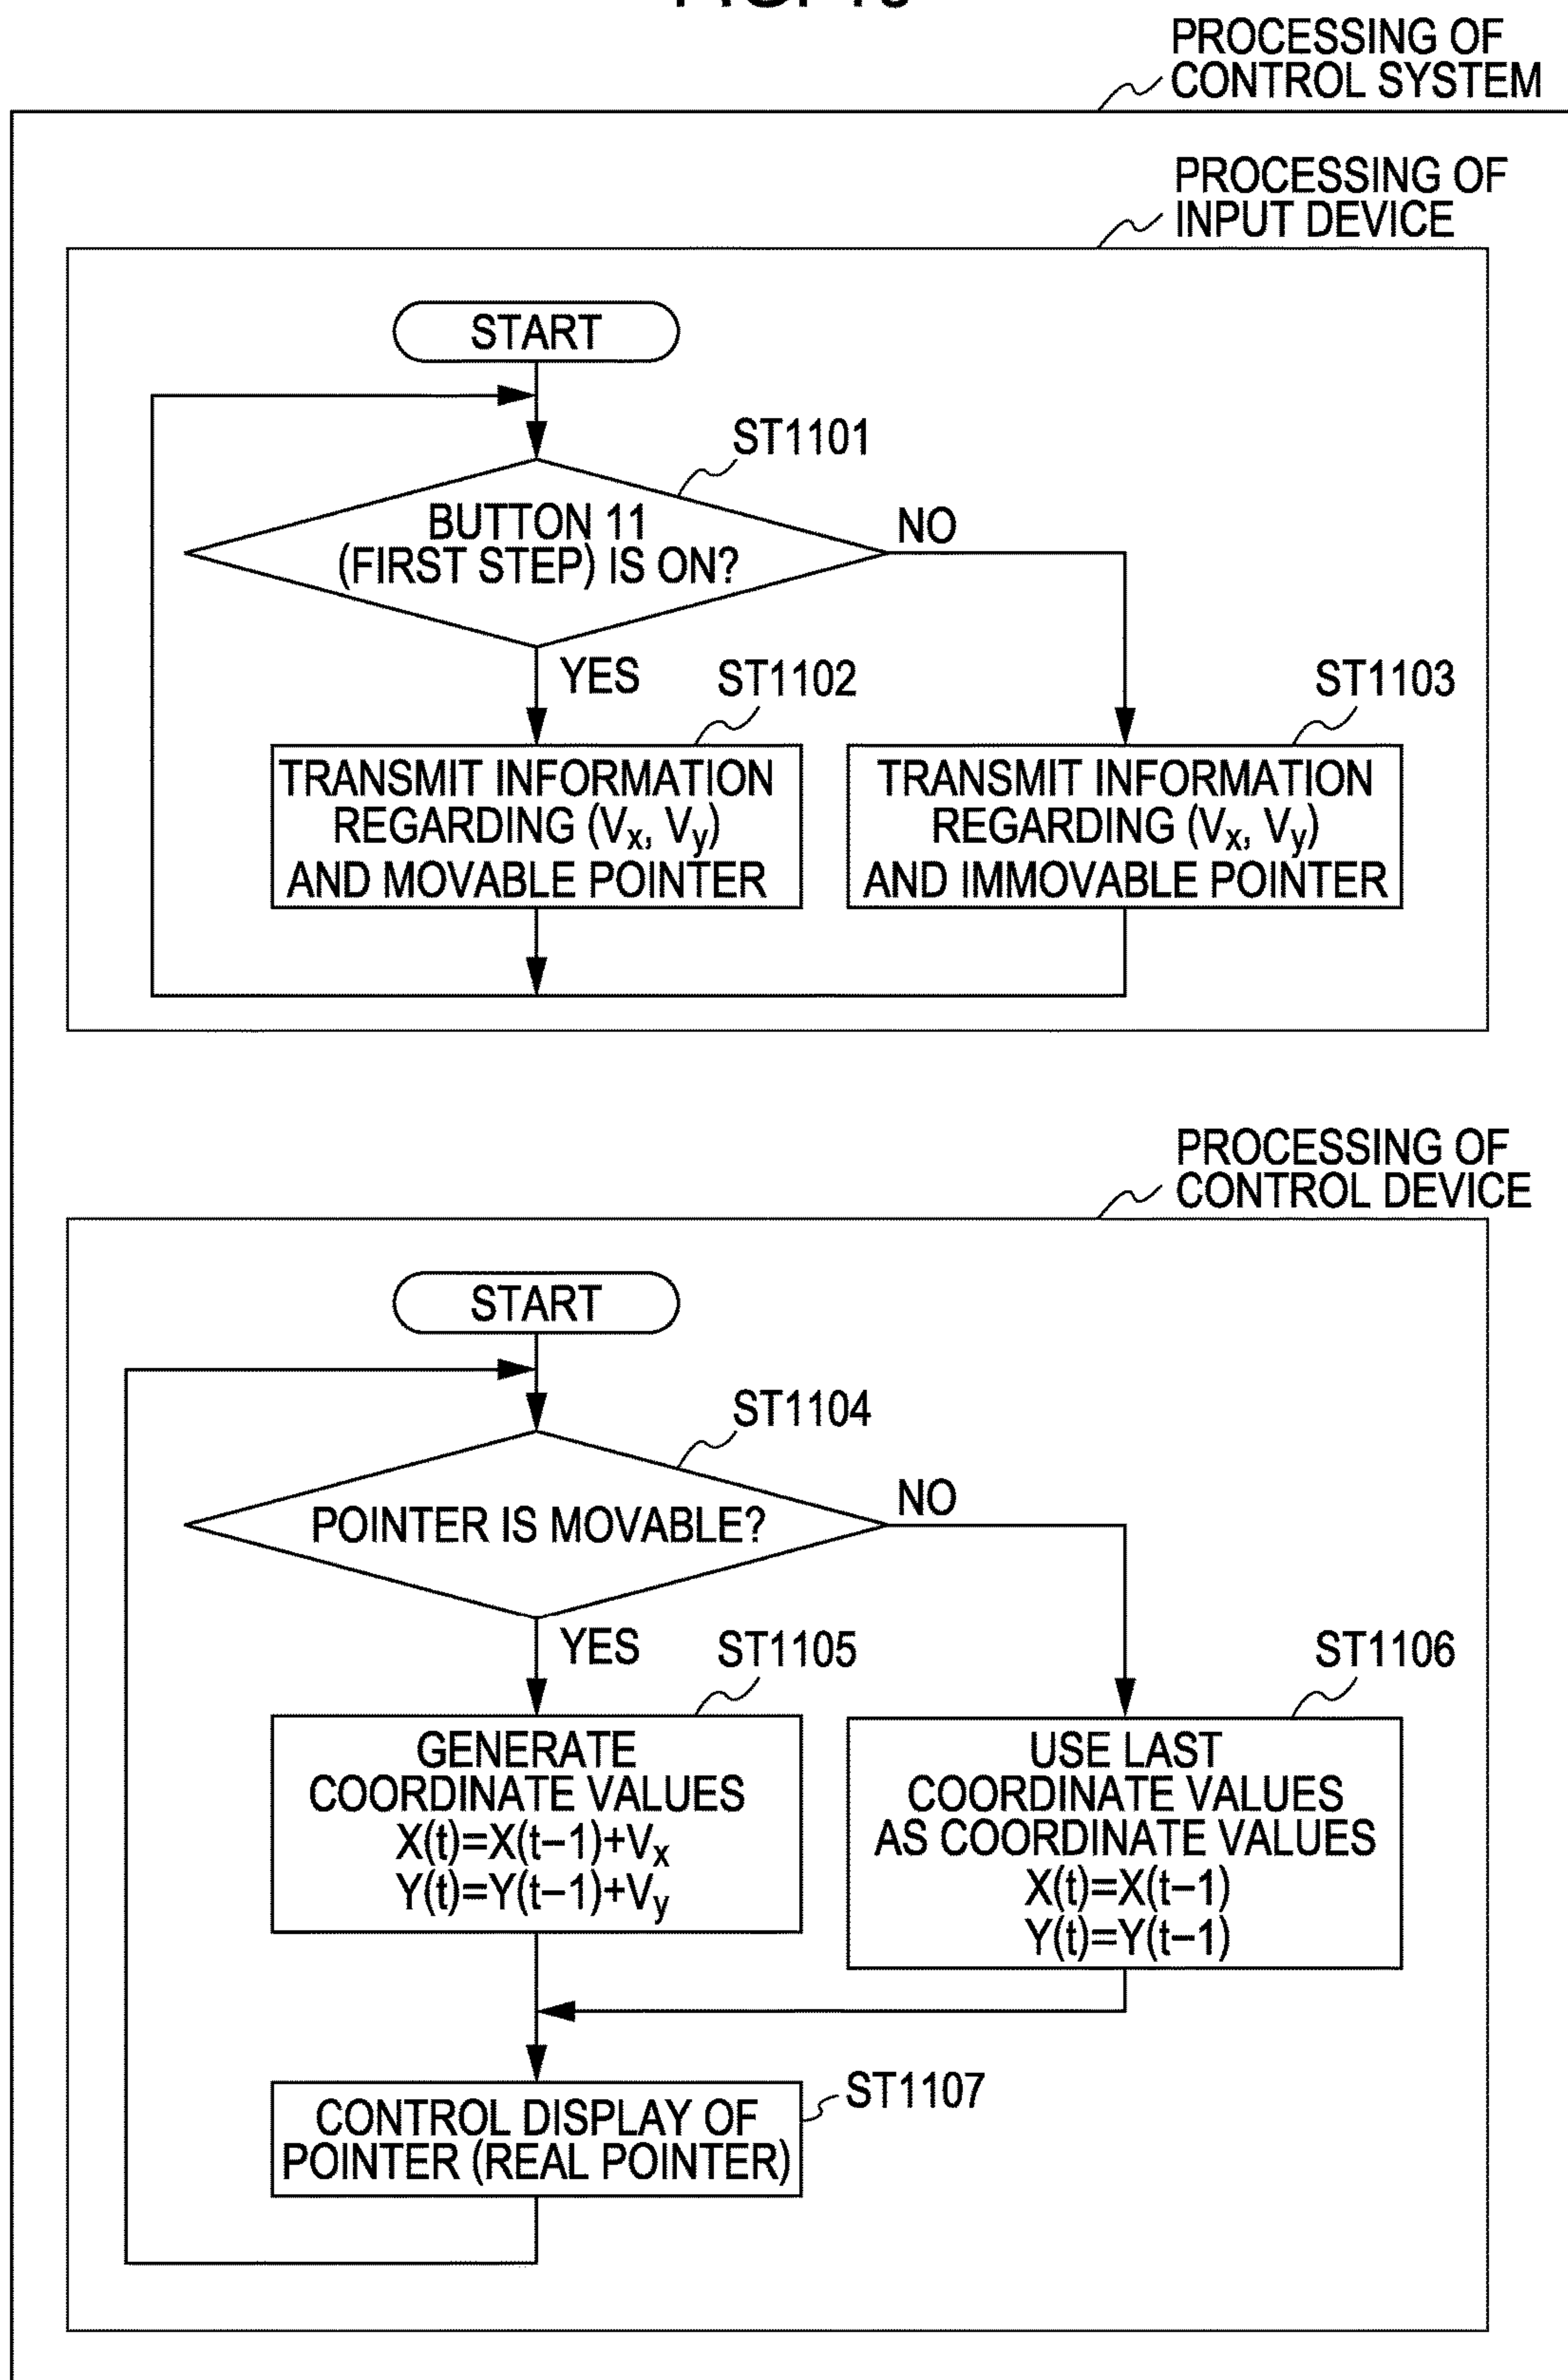 PROCESSING OF
CONTROL SYSTEM
PROCESSING OF
INPUT DEVICE
START
ST1101
BUTTON 11
(FIRST STEP) IS ON?
NO
YES
ST1102
ST1103
TRANSMIT INFORMATION
REGARDING (Vx, Vy)
AND MOVABLE POINTER
TRANSMIT INFORMATION
REGARDING (Vx, Vy)
AND IMMOVABLE POINTER
PROCESSING OF
CONTROL DEVICE
START
ST1104
POINTER IS MOVABLE?
NO
YES
ST1105
ST1106
GENERATE
COORDINATE VALUES
X(t)=X(t−1)+Vx
Y(t)=Y(t−1)+Vy
USE LAST
COORDINATE VALUES
AS COORDINATE VALUES
X(t)=X(t−1)
Y(t)=Y(t−1)
ST1107
CONTROL DISPLAY OF
POINTER (REAL POINTER)